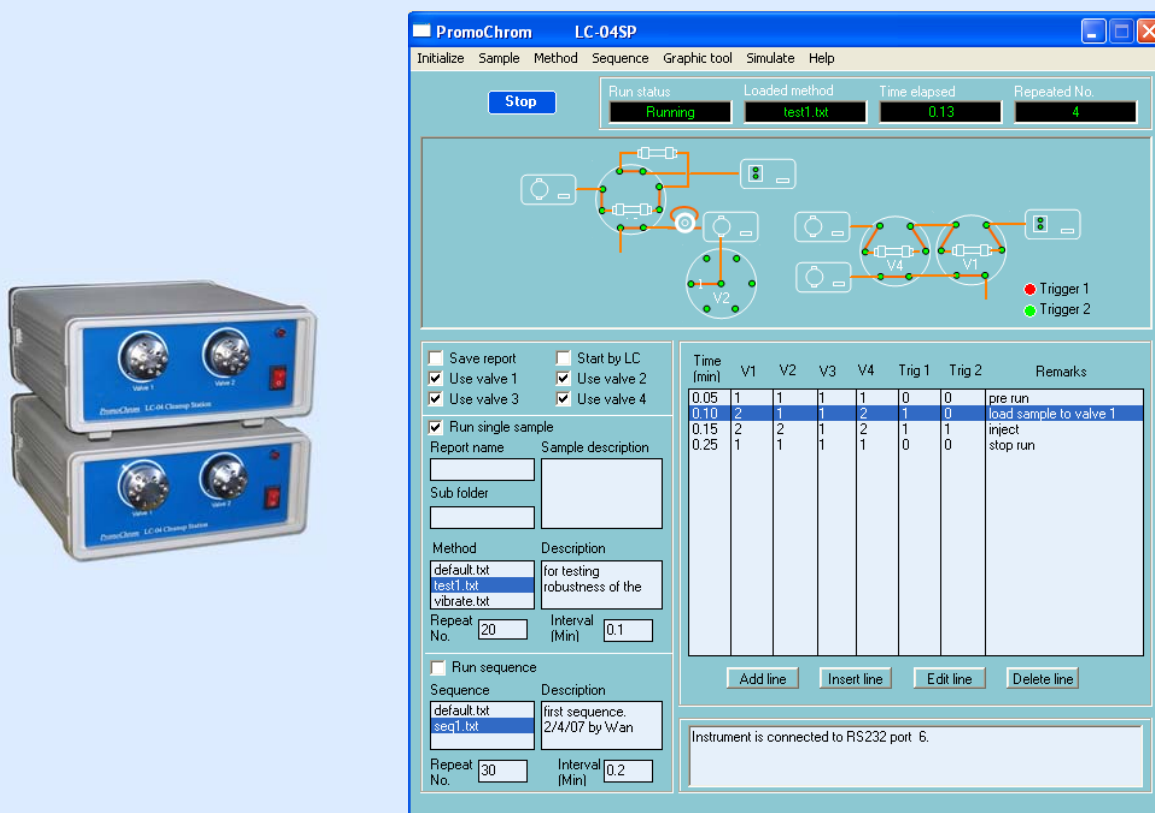 PromoChrom LC-04SP
Initialize Sample Method Sequence Graphic tool Simulate Help
Stop
Run status Loaded method Time elapsed Repeated No.
Running test1.txt 0.13 4
V4 V1
1
V2
Trigger 1
Trigger 2
Save report Start by LC
Use valve 1 Use valve 2
Use valve 3 Use valve 4
Run single sample
Report name Sample description
Sub folder
Method Description
default.txt for testing
test1.txt robustness of the
vibrate.txt
Repeat No. 20 Interval (Min) 0.1
Run sequence
Sequence Description
default.txt first sequence.
seq1.txt 2/4/07 by Wan
Repeat No. 30 Interval (Min) 0.2
Time (min) V1 V2 V3 V4 Trig 1 Trig 2 Remarks
0.05 1 1 1 1 0 0 pre run
0.10 2 1 1 2 1 0 load sample to valve 1
0.15 2 2 1 2 1 1 inject
0.25 1 1 1 1 0 0 stop run
Add line Insert line Edit line Delete line
Instrument is connected to RS232 port 6.
Valve 1 Valve 2
PromoChrom LC-04 Cleanup Station
Valve 1 Valve 2
PromoChrom LC-04 Cleanup Station